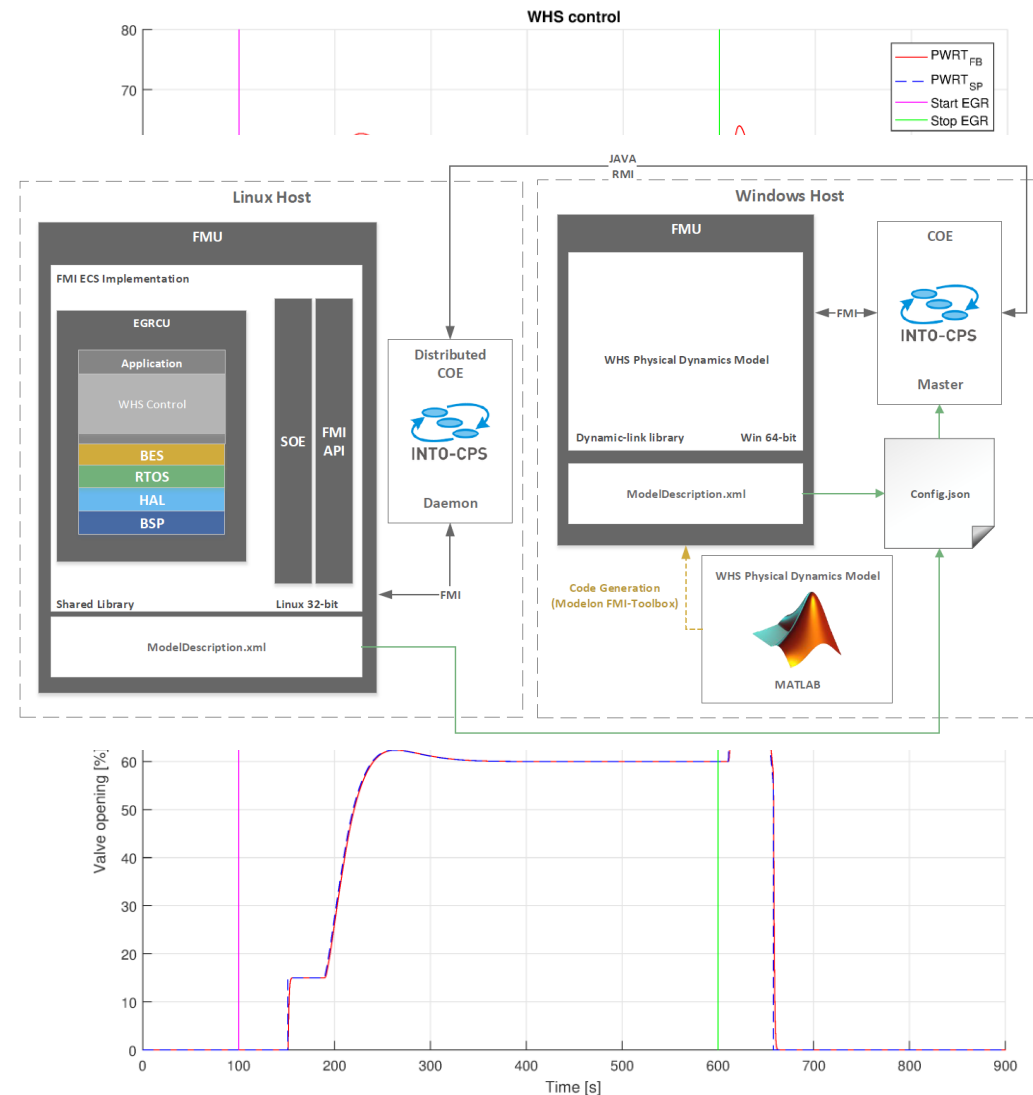 WHS control
80
70
PWRT_FB
PWRT_SP
Start EGR
Stop EGR
JAVA
RMI
Linux Host
FMU
FMI ECS Implementation
EGRCU
Application
WHS Control
BES
RTOS
HAL
BSP
SOE
FMI
API
Shared Library
Linux 32-bit
ModelDescription.xml
Distributed
COE
INTO-CPS
Daemon
FMI
Windows Host
FMU
WHS Physical Dynamics Model
Dynamic-link library
Win 64-bit
ModelDescription.xml
FMI
COE
INTO-CPS
Master
Config.json
Code Generation
(Modelon FMI-Toolbox)
WHS Physical Dynamics Model
MATLAB
Valve opening [%]
60
50
40
30
20
10
0
0
100
200
300
400
500
600
700
800
900
Time [s]